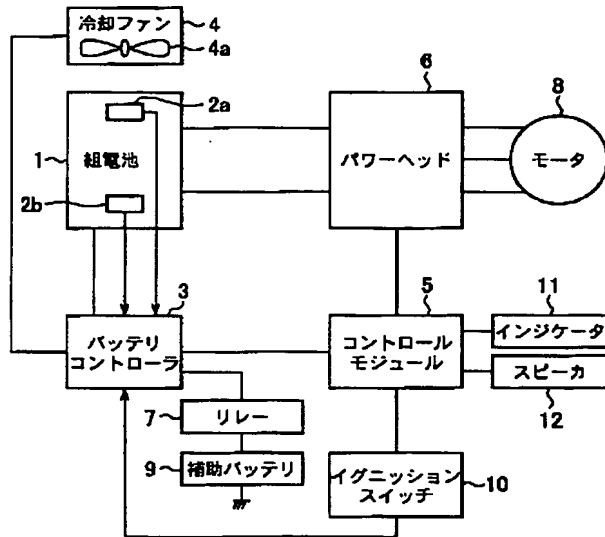 冷却ファン
4
4a
2a
1
組電池
2b
6
パワーヘッド
8
モータ
3
バッテリ
コントローラ
5
コントロール
モジュール
11
インジケータ
スピーカ
12
7
リレー
9
補助バッテリ
イグニッション
スイッチ
10